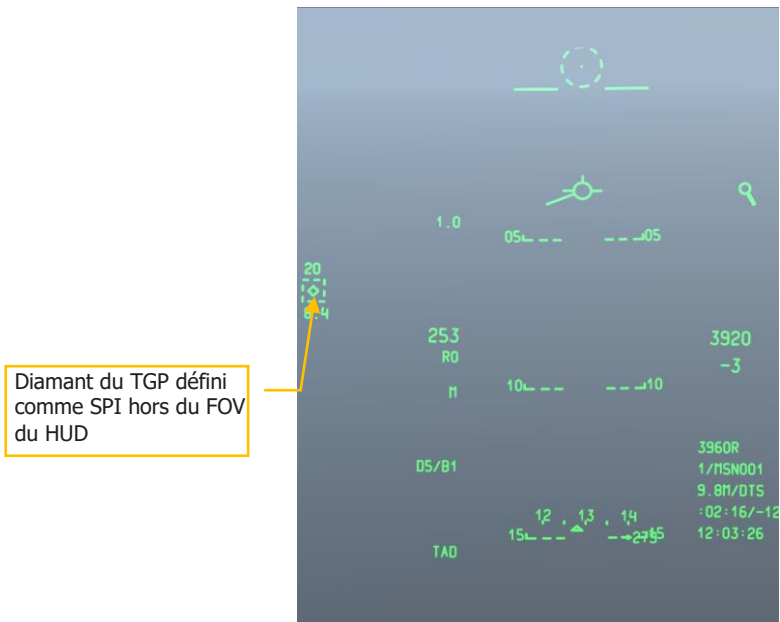 1.0
05 05
20
8.4
253
3920
RO
-3
M
10 10
Diamant du TGP défini
comme SPI hors du FOV
du HUD
3960R
D5/B1
1/MSN001
9.8M/DTS
12 . 13 . 14
:02:16/-12
15 15
279
12:03:26
TAD